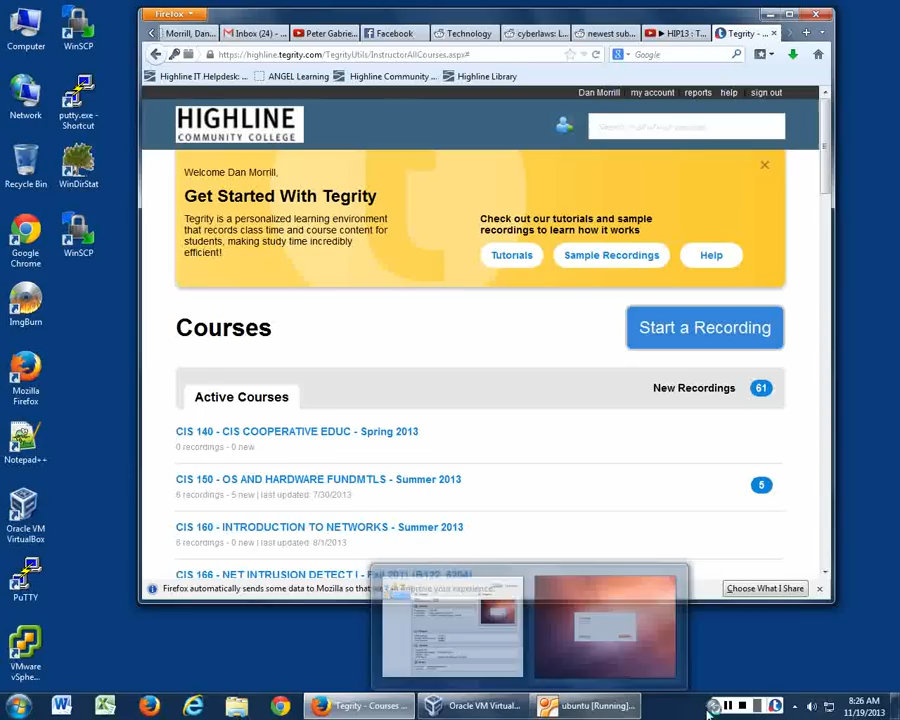 Firefox
Morrill, Dan...
Inbox (24) - ...
Peter Gabrie...
Facebook
Technology
cyberlaws: l...
newest sub...
HIP13: T...
Tegrity - ...
https://highline.tegrity.com/TegrityUtils/InstructorAllCourses.aspx#
Google
Highline IT Helpdesk: ...
ANGEL Learning
Highline Community ...
Highline Library
Dan Morrill
my account
reports
help
sign out
HIGHLINE
COMMUNITY COLLEGE
Welcome Dan Morrill,
Get Started With Tegrity
Tegrity is a personalized learning environment
that records class time and course content for
students, making study time incredibly
efficient!
Check out our tutorials and sample
recordings to learn how it works
Tutorials
Sample Recordings
Help
Courses
Start a Recording
Active Courses
New Recordings 61
CIS 140 - CIS COOPERATIVE EDUC - Spring 2013
0 recordings - 0 new
CIS 150 - OS AND HARDWARE FUNDMTLS - Summer 2013
5
6 recordings - 5 new | last updated: 7/30/2013
CIS 160 - INTRODUCTION TO NETWORKS - Summer 2013
6 recordings - 0 new | last updated: 8/1/2013
CIS 166 - NET INTRUSION DETECT I - Fall 2011 (B122_6204)
Firefox automatically sends some data to Mozilla so that we can improve your experience.
Choose What I Share
Computer
WinSCP
Network
putty.exe -
Shortcut
Recycle Bin
WinDirStat
Google
Chrome
WinSCP
ImgBurn
Mozilla
Firefox
Notepad++
Oracle VM
VirtualBox
PuTTY
VMware
vSphe...
Tegrity - Courses ...
Oracle VM Virtual...
ubuntu [Running]...
8:26 AM
11/19/2013